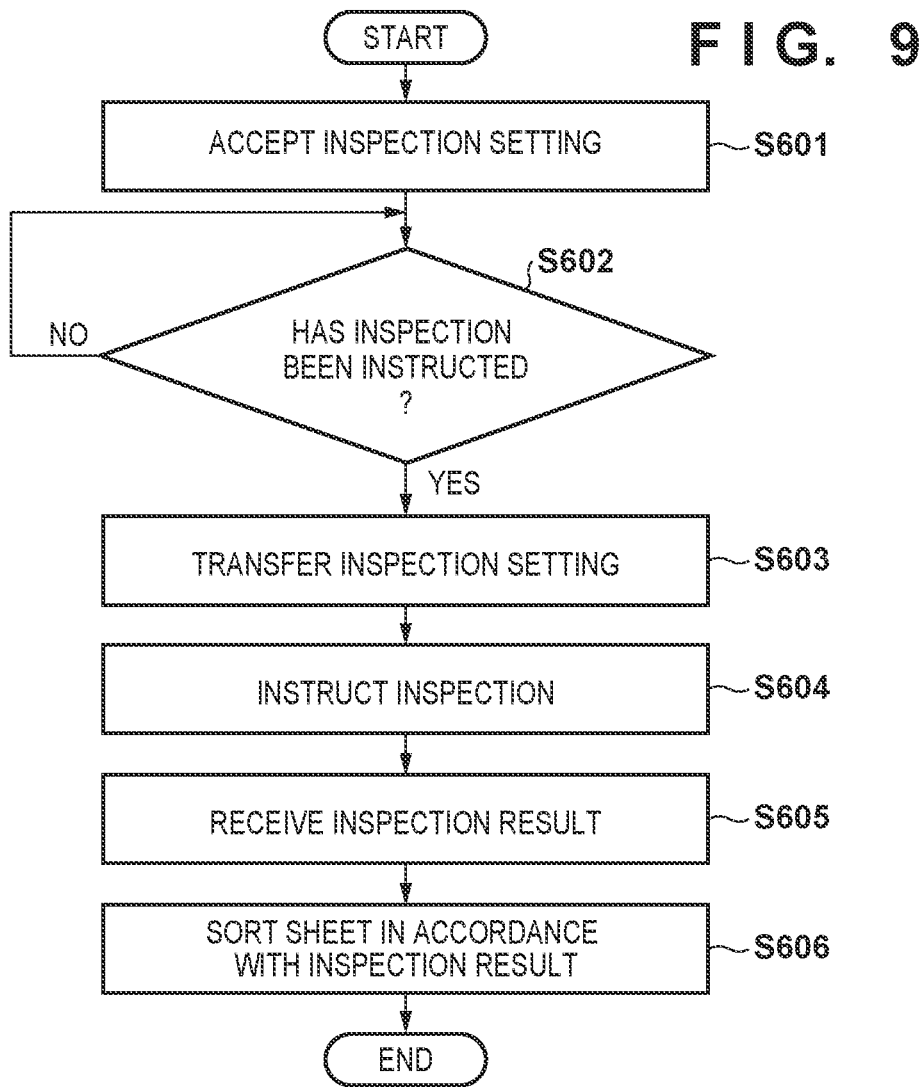 FIG. 9
START
ACCEPT INSPECTION SETTING
S601
S602
HAS INSPECTION
BEEN INSTRUCTED
?
NO
YES
TRANSFER INSPECTION SETTING
S603
INSTRUCT INSPECTION
S604
RECEIVE INSPECTION RESULT
S605
SORT SHEET IN ACCORDANCE
WITH INSPECTION RESULT
S606
END